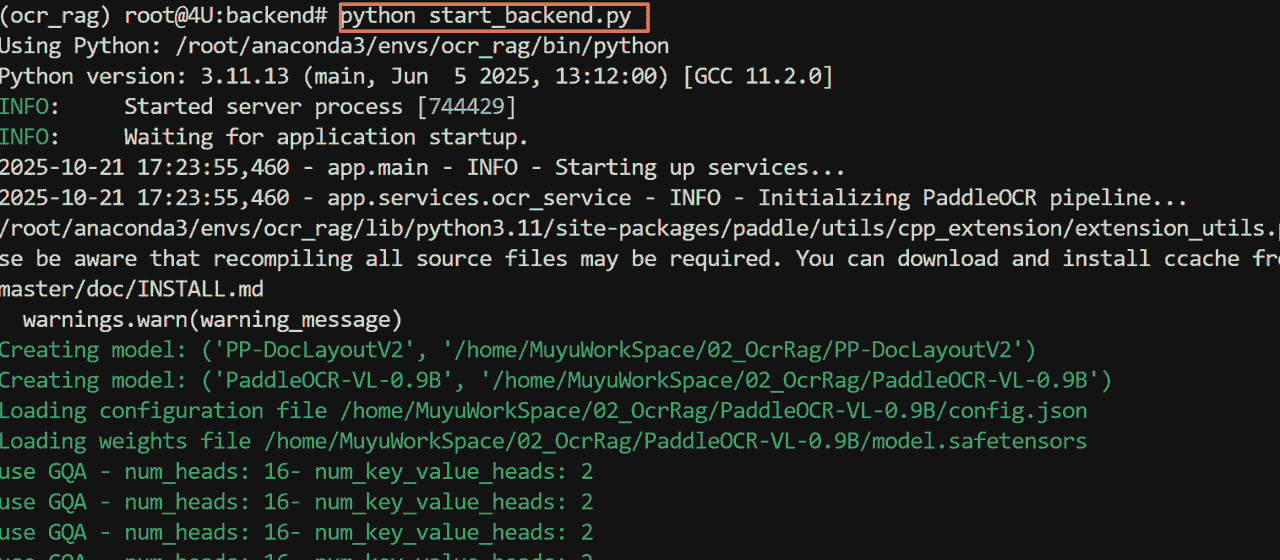 (ocr_rag) root@4U:backend# python start_backend.py
Using Python: /root/anaconda3/envs/ocr_rag/bin/python
Python version: 3.11.13 (main, Jun  5 2025, 13:12:00) [GCC 11.2.0]
INFO:     Started server process [744429]
INFO:     Waiting for application startup.
2025-10-21 17:23:55,460 - app.main - INFO - Starting up services...
2025-10-21 17:23:55,460 - app.services.ocr_service - INFO - Initializing PaddleOCR pipeline...
/root/anaconda3/envs/ocr_rag/lib/python3.11/site-packages/paddle/utils/cpp_extension/extension_utils.
se be aware that recompiling all source files may be required. You can download and install ccache
master/doc/INSTALL.md
  warnings.warn(warning_message)
Creating model: ('PP-DocLayoutV2', '/home/MuyuWorkSpace/02_OcrRag/PP-DocLayoutV2')
Creating model: ('PaddleOCR-VL-0.9B', '/home/MuyuWorkSpace/02_OcrRag/PaddleOCR-VL-0.9B')
Loading configuration file /home/MuyuWorkSpace/02_OcrRag/PaddleOCR-VL-0.9B/config.json
Loading weights file /home/MuyuWorkSpace/02_OcrRag/PaddleOCR-VL-0.9B/model.safetensors
use GQA - num_heads: 16- num_key_value_heads: 2
use GQA - num_heads: 16- num_key_value_heads: 2
use GQA - num_heads: 16- num_key_value_heads: 2